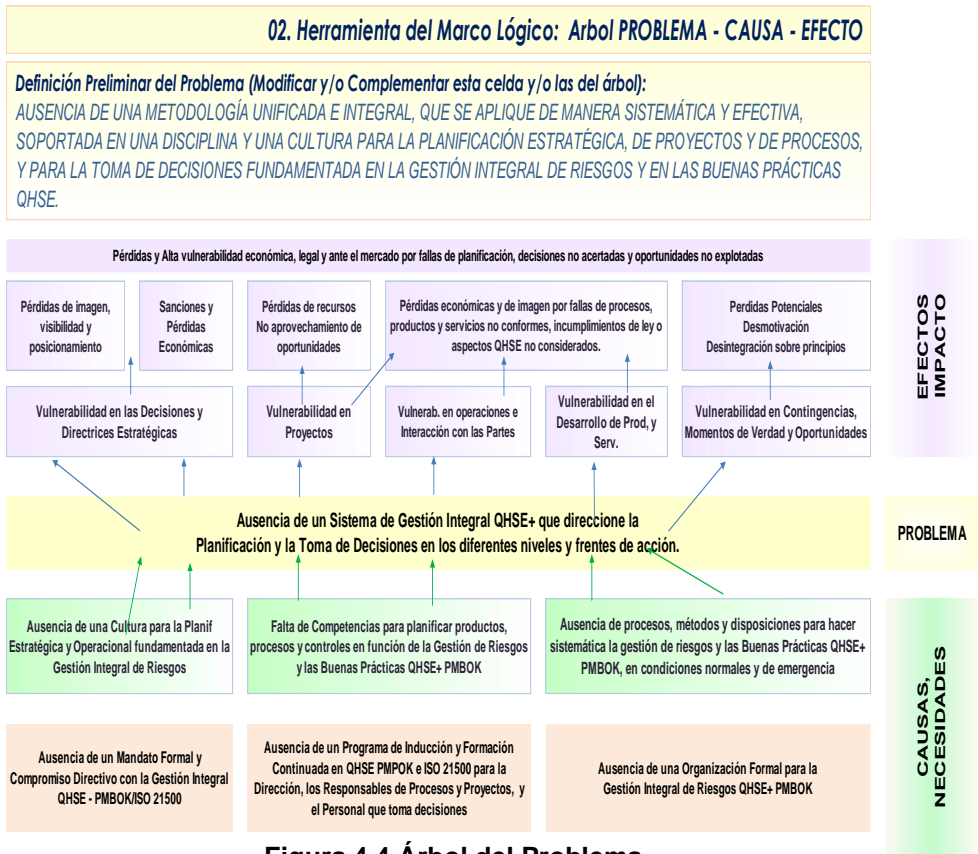 02. Herramienta del Marco Lógico:  Arbol PROBLEMA - CAUSA - EFECTO
Definición Preliminar del Problema (Modificar y/o Complementar esta celda y/o las del árbol):
AUSENCIA DE UNA METODOLOGÍA UNIFICADA E INTEGRAL, QUE SE APLIQUE DE MANERA SISTEMÁTICA Y EFECTIVA,
SOPORTADA EN UNA DISCIPLINA Y UNA CULTURA PARA LA PLANIFICACIÓN ESTRATÉGICA, DE PROYECTOS Y DE PROCESOS,
Y PARA LA TOMA DE DECISIONES FUNDAMENTADA EN LA GESTIÓN INTEGRAL DE RIESGOS Y EN LAS BUENAS PRÁCTICAS
QHSE.
Pérdidas y Alta vulnerabilidad económica, legal y ante el mercado por fallas de planificación, decisiones no acertadas y oportunidades no explotadas
Pérdidas de imagen,
visibilidad y
posicionamiento
Sanciones y
Pérdidas
Económicas
Pérdidas de recursos
No aprovechamiento de
oportunidades
Pérdidas económicas y de imagen por fallas de procesos,
productos y servicios no conformes, incumplimientos de ley o
aspectos QHSE no considerados.
Perdidas Potenciales
Desmotivación
Desintegración sobre principios
EFECTOS
IMPACTO
Vulnerabilidad en las Decisiones y
Directrices Estratégicas
Vulnerabilidad en
Proyectos
Vulnerab. en operaciones e
Interacción con las Partes
Vulnerabilidad en el
Desarrollo de Prod, y
Serv.
Vulnerabilidad en Contingencias,
Momentos de Verdad y Oportunidades
Ausencia de un Sistema de Gestión Integral QHSE+ que direccione la
Planificación y la Toma de Decisiones en los diferentes niveles y frentes de acción.
PROBLEMA
Ausencia de una Cultura para la Planif
Estratégica y Operacional fundamentada en la
Gestión Integral de Riesgos
Falta de Competencias para planificar productos,
procesos y controles en función de la Gestión de Riesgos
y las Buenas Prácticas QHSE+ PMBOK
Ausencia de procesos, métodos y disposiciones para hacer
sistemática la gestión de riesgos y las Buenas Prácticas QHSE+
PMBOK, en condiciones normales y de emergencia
CAUSAS,
NECESIDADES
Ausencia de un Mandato Formal y
Compromiso Directivo con la Gestión Integral
QHSE - PMBOK/ISO 21500
Ausencia de un Programa de Inducción y Formación
Continuada en QHSE PMPOK e ISO 21500 para la
Dirección, los Responsables de Procesos y Proyectos,  y
el Personal que toma decisiones
Ausencia de una Organización Formal para la
Gestión Integral de Riesgos QHSE+ PMBOK
Figura 4-4 Árbol del Problema